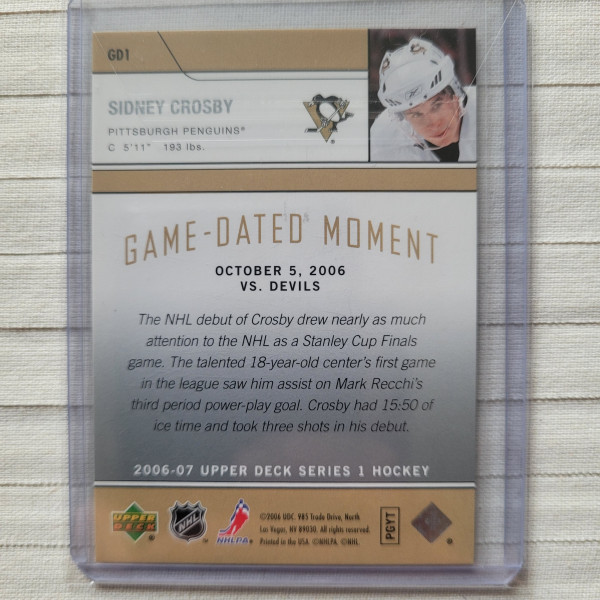 GD1
SIDNEY CROSBY
PITTSBURGH PENGUINS®
C 5'11" 193 lbs.
GAME-DATED MOMENT
OCTOBER 5, 2006
VS. DEVILS
The NHL debut of Crosby drew nearly as much
attention to the NHL as a Stanley Cup Finals
game. The talented 18-year-old center's first game
in the league saw him assist on Mark Recchi's
third period power-play goal. Crosby had 15:50 of
ice time and took three shots in his debut.
2006-07 UPPER DECK SERIES 1 HOCKEY
UPPER DECK
NHL
NHLPA
©2006 UDC. 985 Trade Drive, North
Las Vegas, NV 89030. All rights reserved.
Printed in the USA. ©NHLPA. ©NHL.
PGYT